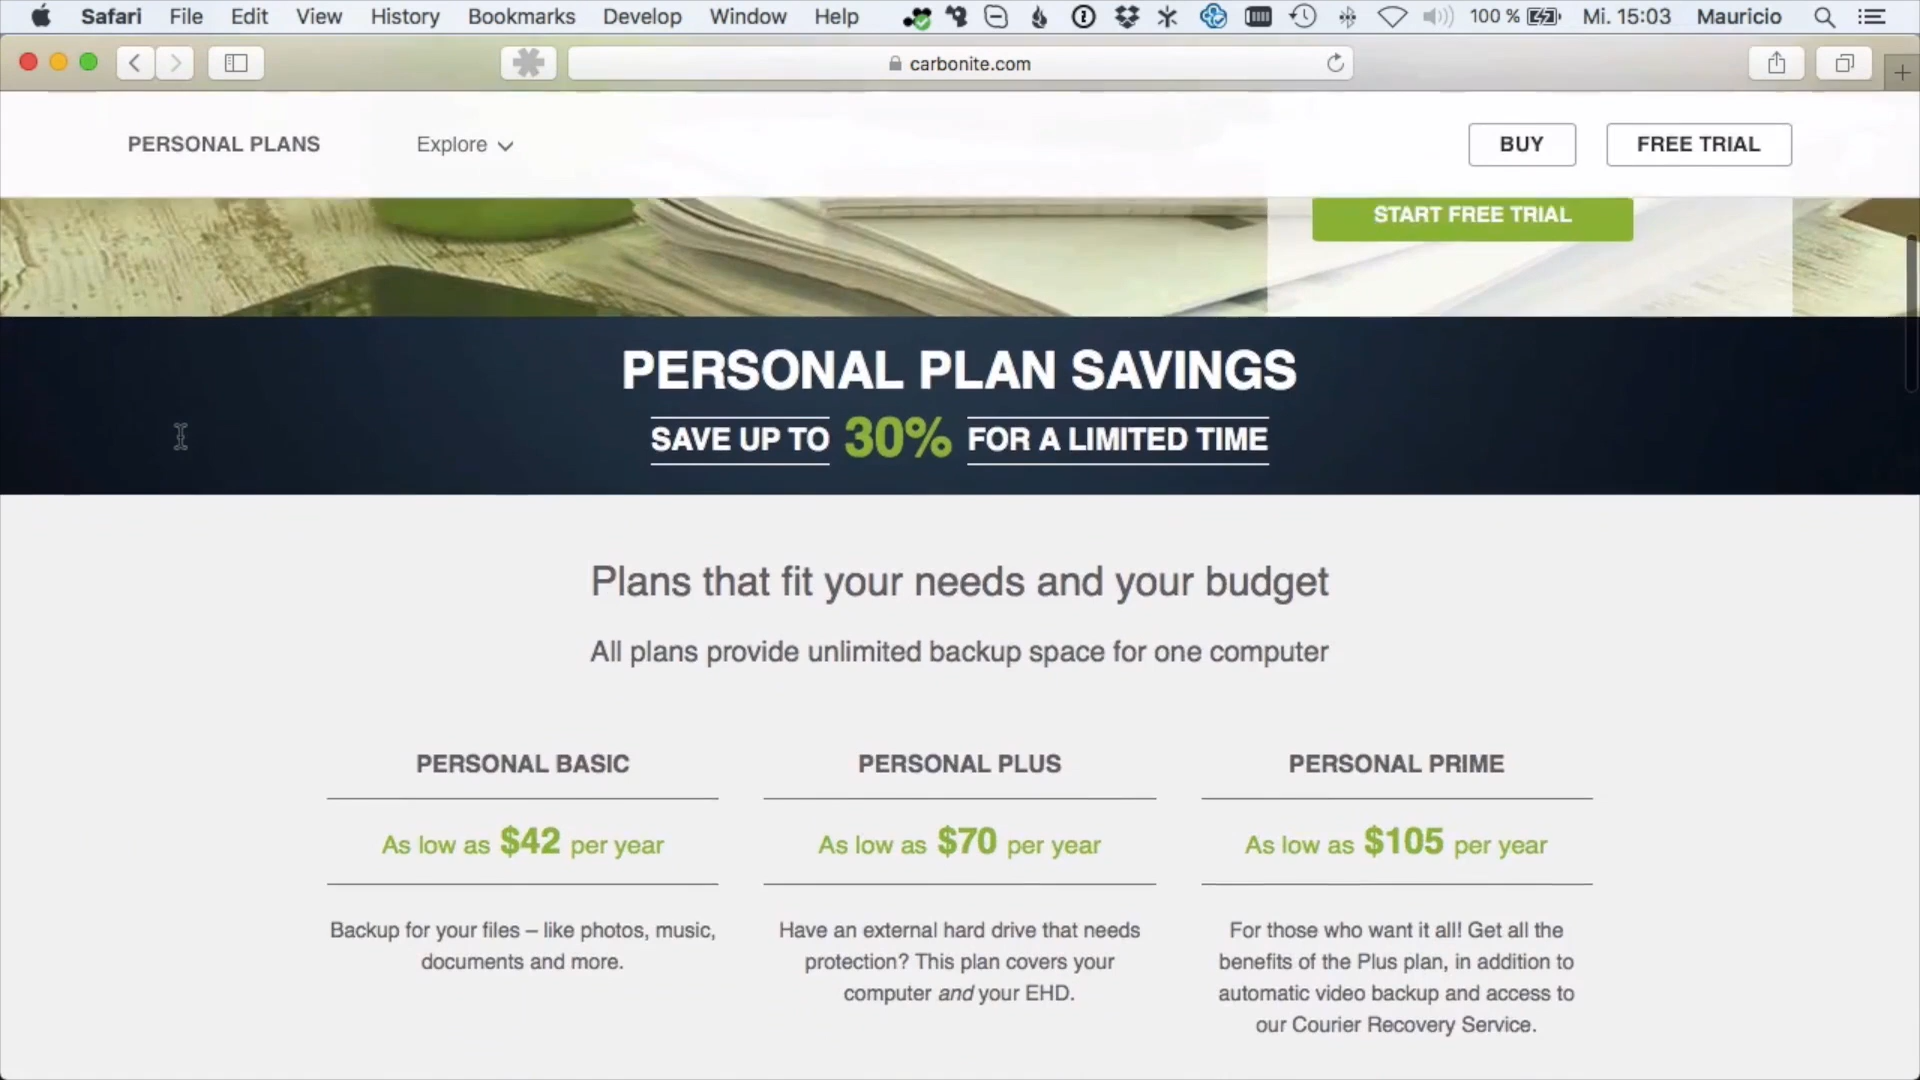 Safari File Edit View History Bookmarks Develop Window Help 100 % Mi. 15:03 Mauricio
carbonite.com
PERSONAL PLANS Explore BUY FREE TRIAL
START FREE TRIAL
PERSONAL PLAN SAVINGS
SAVE UP TO 30% FOR A LIMITED TIME
Plans that fit your needs and your budget
All plans provide unlimited backup space for one computer
PERSONAL BASIC
As low as $42 per year
Backup for your files – like photos, music,
documents and more.
PERSONAL PLUS
As low as $70 per year
Have an external hard drive that needs
protection? This plan covers your
computer and your EHD.
PERSONAL PRIME
As low as $105 per year
For those who want it all! Get all the
benefits of the Plus plan, in addition to
automatic video backup and access to
our Courier Recovery Service.